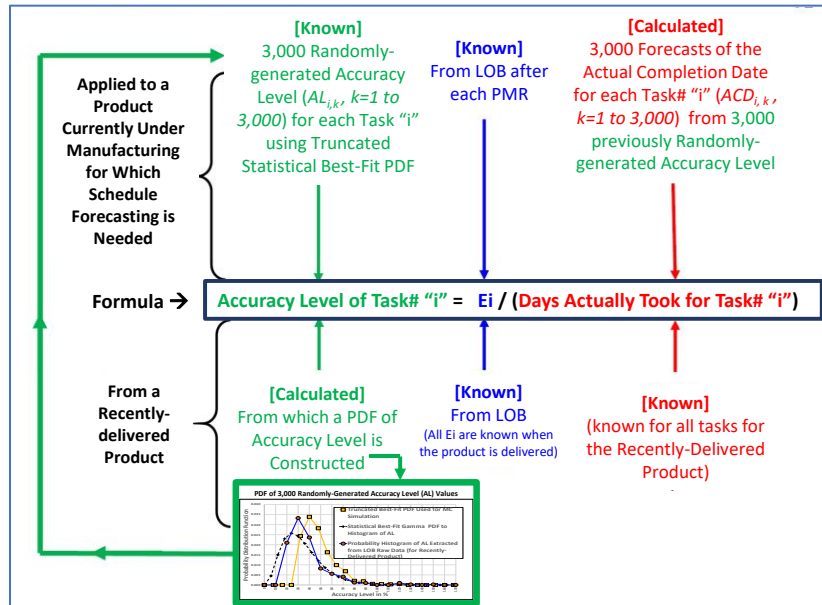 [Known]
3,000 Randomly-
generated Accuracy
Level (ALi,k , k=1 to
3,000) for each Task “i”
using Truncated
Statistical Best-Fit PDF
[Known]
From LOB after
each PMR
[Calculated]
3,000 Forecasts of the
Actual Completion Date
for each Task# “i” (ACDi, k ,
k=1 to 3,000) from 3,000
previously Randomly-
generated Accuracy Level
Applied to a
Product
Currently Under
Manufacturing
for Which
Schedule
Forecasting is
Needed
Formula → Accuracy Level of Task# “i” = Ei / (Days Actually Took for Task# “i”)
From a
Recently-
delivered
Product
[Calculated]
From which a PDF of
Accuracy Level is
Constructed
[Known]
From LOB
(All Ei are known when
the product is delivered)
[Known]
(known for all tasks for
the Recently-Delivered
Product)
PDF of 3,000 Randomly-Generated Accuracy Level (AL) Values
Probability Distribution Function
Truncated Best-Fit PDF Used for MC
Simulation
Statistical Best-Fit Gamma PDF to
Histogram of AL
Probability Histogram of AL Extracted
from LOB Raw Data (for Recently-
Delivered Product)
Accuracy Level in %